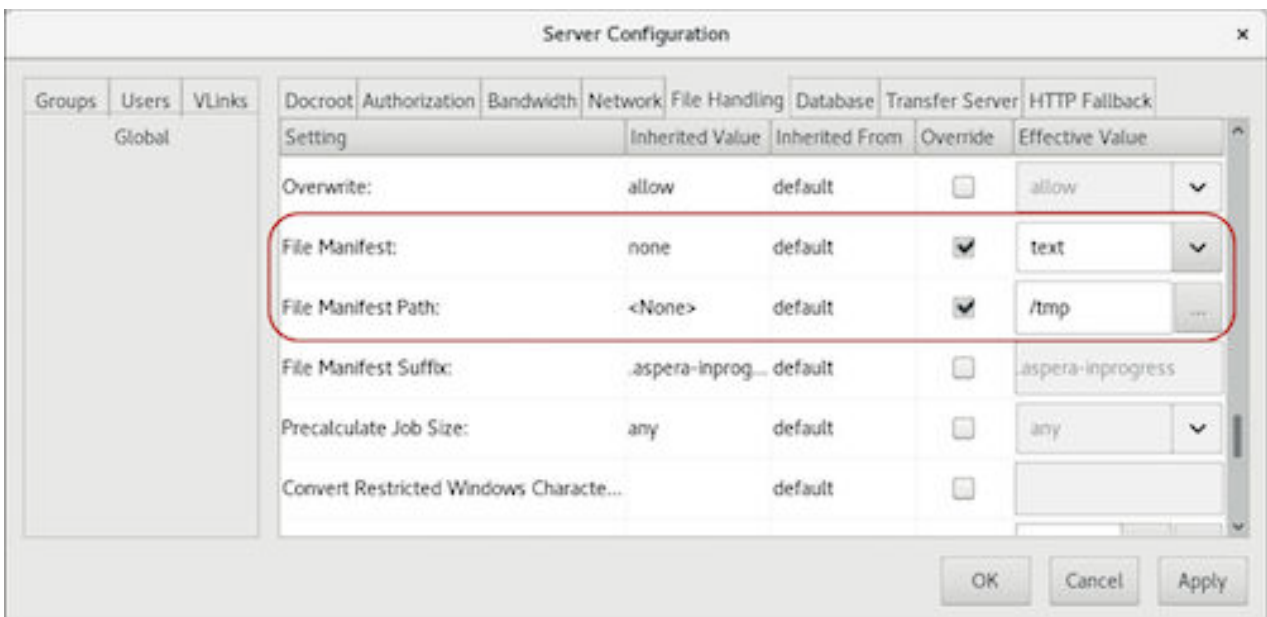 Server Configuration ×
Groups Users VLinks Docroot Authorization Bandwidth Network File Handling Database Transfer Server HTTP Fallback
Global Setting Inherited Value Inherited From Override Effective Value
Overwrite: allow default allow
File Manifest: none default text
File Manifest Path: <None> default /tmp ...
File Manifest Suffix: .aspera-inprog... default .aspera-inprogress
Precalculate Job Size: any default any
Convert Restricted Windows Characte... default
OK Cancel Apply